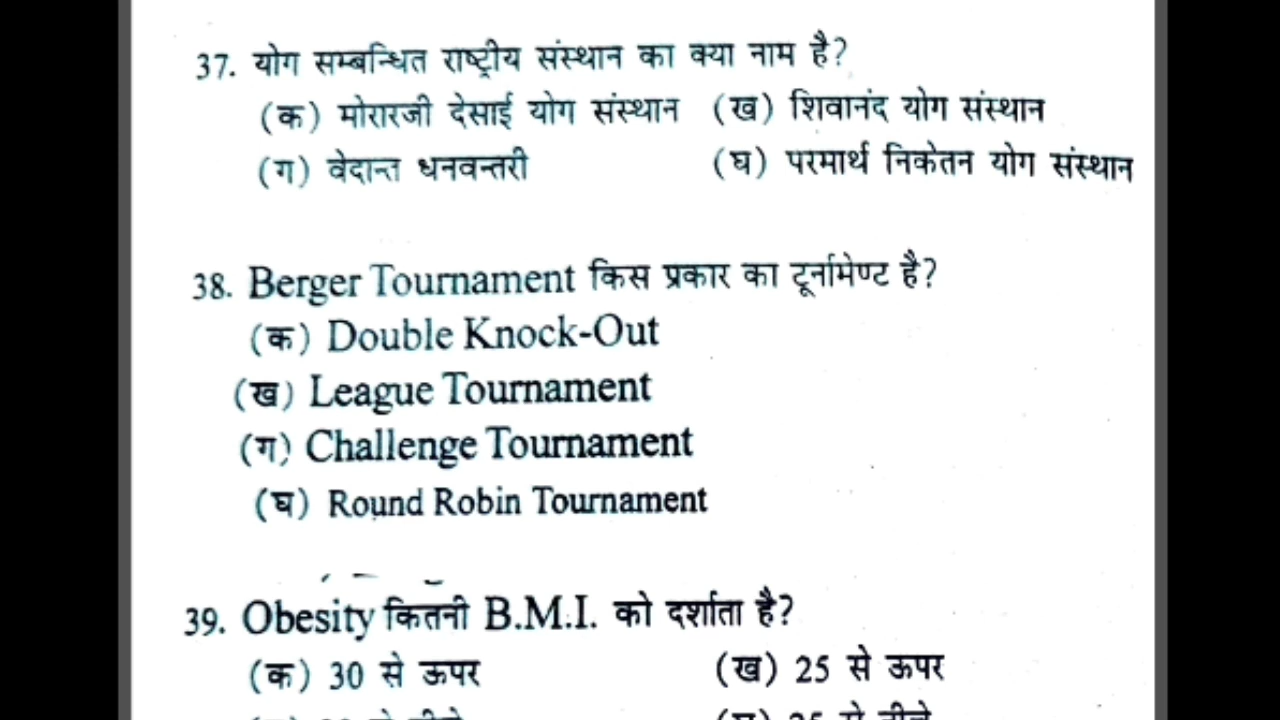 37. योग सम्बन्धित राष्ट्रीय संस्थान का क्या नाम है?
(क) मोरारजी देसाई योग संस्थान (ख) शिवानंद योग संस्थान
(ग) वेदान्त धनवन्तरी (घ) परमार्थ निकेतन योग संस्थान
38. Berger Tournament किस प्रकार का टूर्नामेण्ट है?
(क) Double Knock-Out
(ख) League Tournament
(ग) Challenge Tournament
(घ) Round Robin Tournament
39. Obesity कितनी B.M.I. को दर्शाता है?
(क) 30 से ऊपर (ख) 25 से ऊपर